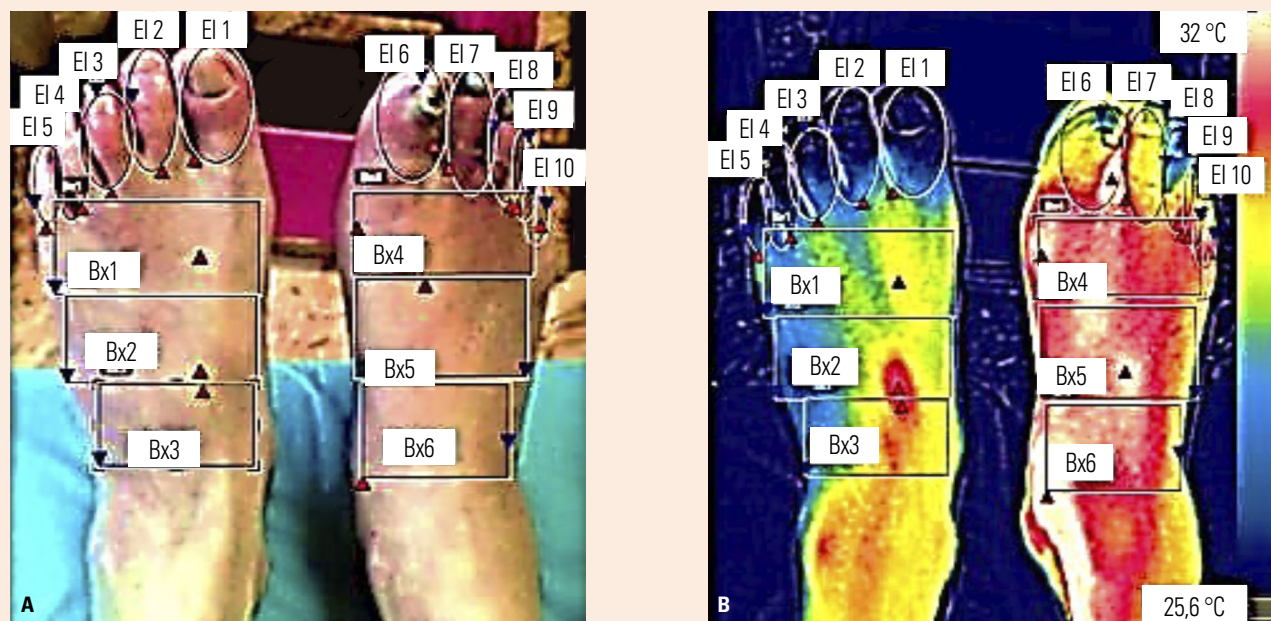 El 2
El 1
El 3
El 4
El 5
El 6
El 7
El 8
El 9
El 10
Bx1
Bx2
Bx3
Bx4
Bx5
Bx6
A
32 °C
El 2
El 1
El 3
El 4
El 5
El 6
El 7
El 8
El 9
El 10
Bx1
Bx2
Bx3
Bx4
Bx5
Bx6
B
25,6 °C